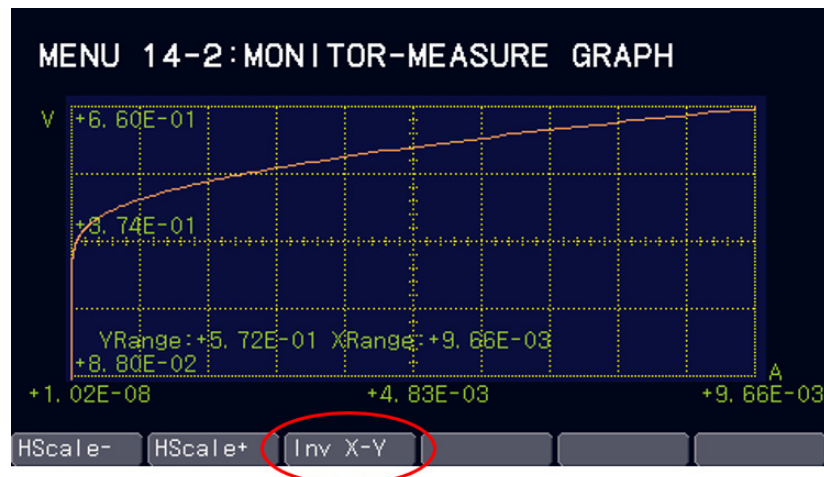 MENU 14-2:MONITOR-MEASURE GRAPH
V +6.60E-01
+3.74E-01
YRange:+5.72E-01 XRange:+9.66E-03
+8.80E-02
A
+1.02E-08 +4.83E-03 +9.66E-03
HScale- HScale+ Inv X-Y